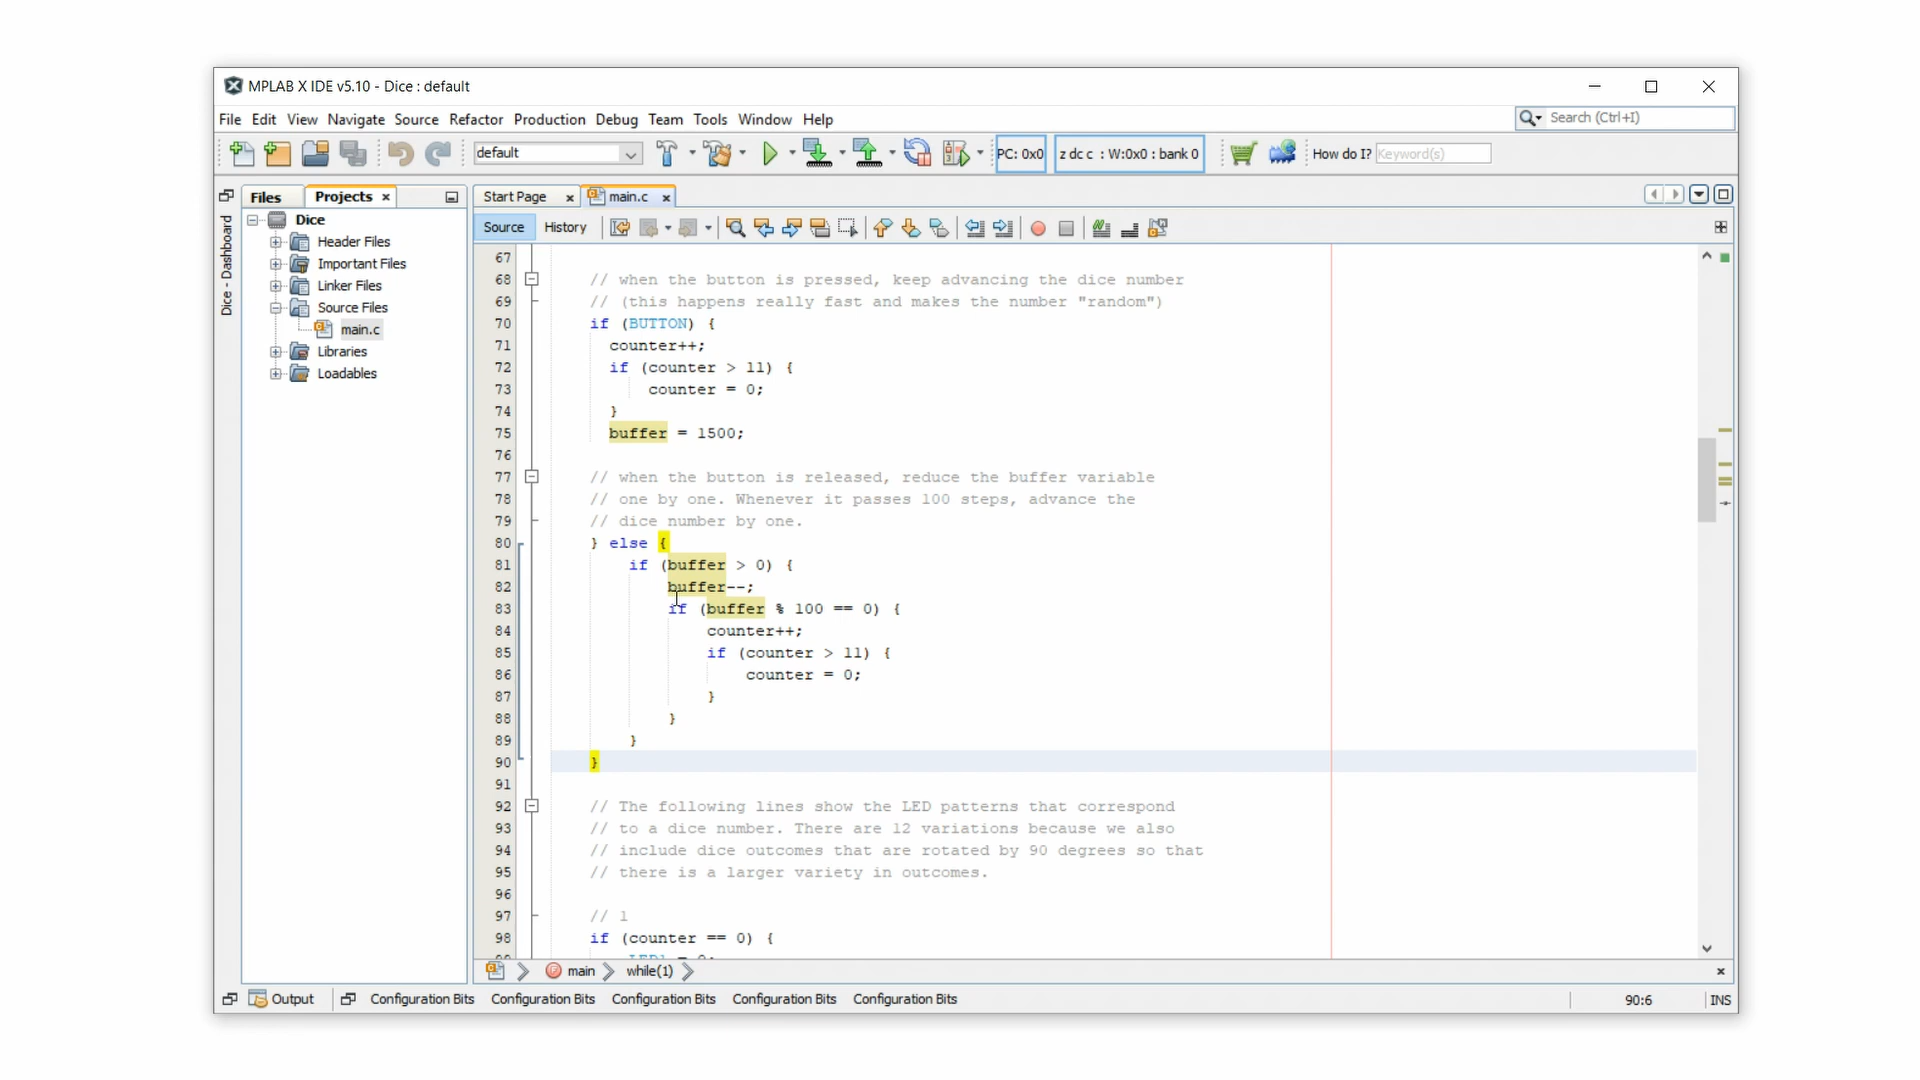 MPLAB X IDE v5.10 - Dice : default
File Edit View Navigate Source Refactor Production Debug Team Tools Window Help
Search (Ctrl+I)
default
PC: 0x0
z dc c : W:0x0 : bank 0
How do I? Keyword(s)
Files Projects
Start Page main.c
Dice - Dashboard
Dice
Header Files
Important Files
Linker Files
Source Files
main.c
Libraries
Loadables
Source History
67
68 // when the button is pressed, keep advancing the dice number
69 // (this happens really fast and makes the number "random")
70 if (BUTTON) {
71 counter++;
72 if (counter > 11) {
73 counter = 0;
74 }
75 buffer = 1500;
76
77 // when the button is released, reduce the buffer variable
78 // one by one. Whenever it passes 100 steps, advance the
79 // dice number by one.
80 } else {
81 if (buffer > 0) {
82 buffer--;
83 if (buffer % 100 == 0) {
84 counter++;
85 if (counter > 11) {
86 counter = 0;
87 }
88 }
89 }
90 }
91
92 // The following lines show the LED patterns that correspond
93 // to a dice number. There are 12 variations because we also
94 // include dice outcomes that are rotated by 90 degrees so that
95 // there is a larger variety in outcomes.
96
97 // 1
98 if (counter == 0) {
main while(1)
Output Configuration Bits Configuration Bits Configuration Bits Configuration Bits Configuration Bits
90:6 INS